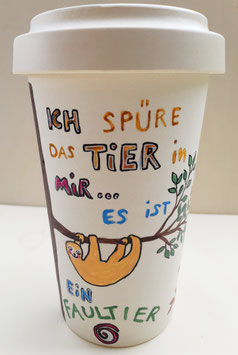 ICH SPÜRE
DAS TIER in
MIR...
ES IST
EIN
FAULTIER